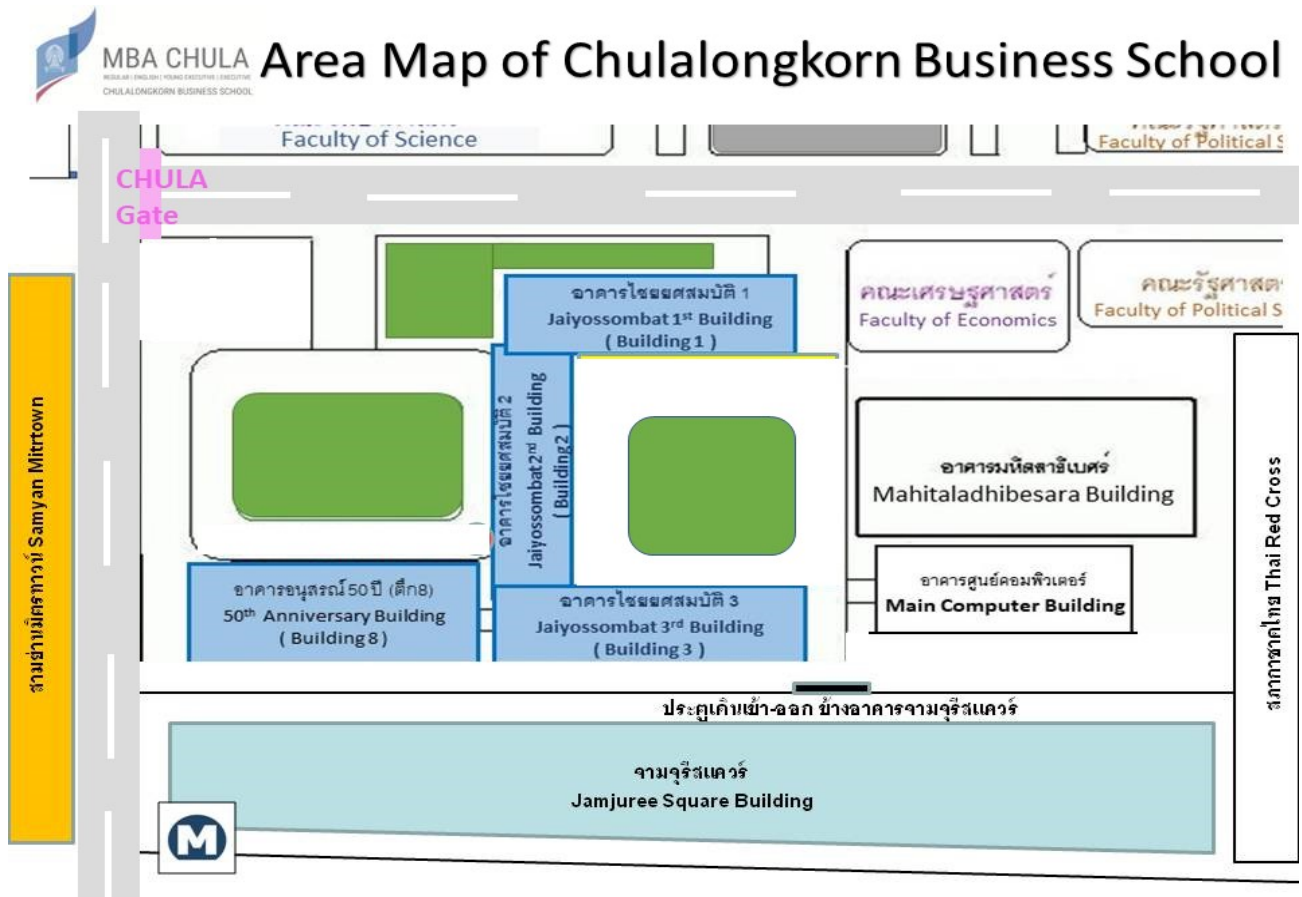 MBA CHULA
REGULAR | ENGLISH | YOUNG EXECUTIVE | EXECUTIVE
CHULALONGKORN BUSINESS SCHOOL
Area Map of Chulalongkorn Business School
Faculty of Science
Faculty of Political S
CHULA
Gate
อาคารไชยยศสมบัติ 1
Jaiyossombat 1st Building
( Building 1 )
คณะเศรษฐศาสตร์
Faculty of Economics
คณะรัฐศาสต
Faculty of Political S
สามย่านมิตรทาวน์ Samyan Mitrtown
อาคารไชยยศสมบัติ 2
Jaiyossombat 2nd Building
( Building 2 )
อาคารมหิตลาธิเบศร์
Mahitaladhibesara Building
สภากาชาดไทย Thai Red Cross
อาคารอนุสรณ์ 50 ปี (ตึก8)
50th Anniversary Building
( Building 8 )
อาคารไชยยศสมบัติ 3
Jaiyossombat 3rd Building
( Building 3 )
อาคารศูนย์คอมพิวเตอร์
Main Computer Building
ประตูเดินเข้า-ออก ข้างอาคารจามจุรีสแควร์
จามจุรีสแควร์
Jamjuree Square Building
M